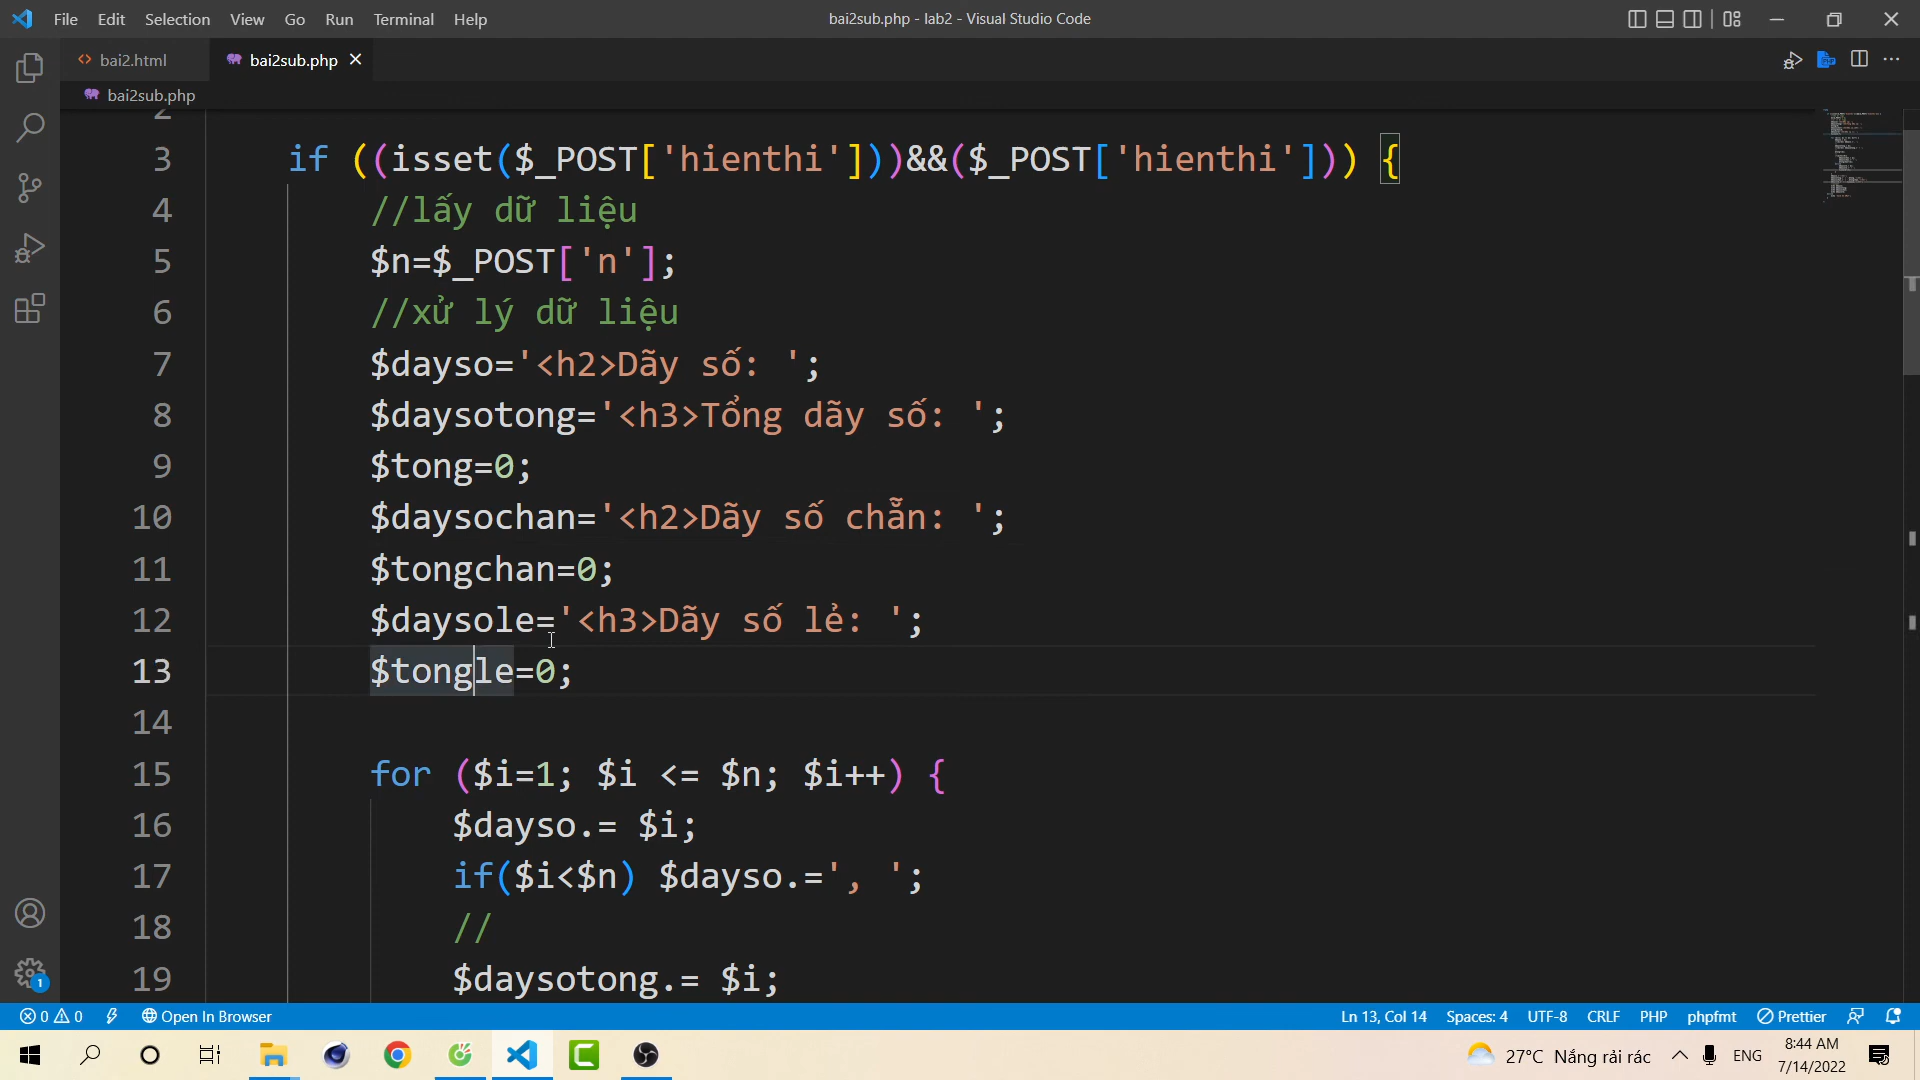 File Edit Selection View Go Run Terminal Help
bai2sub.php - lab2 - Visual Studio Code
bai2.html
bai2sub.php
bai2sub.php
2
3 if ((isset($_POST['hienthi']))&&($_POST['hienthi'])) {
4 //lấy dữ liệu
5 $n=$_POST['n'];
6 //xử lý dữ liệu
7 $dayso='<h2>Dãy số: ';
8 $daysotong='<h3>Tổng dãy số: ';
9 $tong=0;
10 $daysochan='<h2>Dãy số chẵn: ';
11 $tongchan=0;
12 $daysole='<h3>Dãy số lẻ: ';
13 $tongle=0;
14
15 for ($i=1; $i <= $n; $i++) {
16 $dayso.= $i;
17 if($i<$n) $dayso.=', ';
18 //
19 $daysotong.= $i;
1
0 0 Open In Browser
Ln 13, Col 14 Spaces: 4 UTF-8 CRLF PHP phpfmt Prettier
27°C Nắng rải rác ENG
8:44 AM
7/14/2022